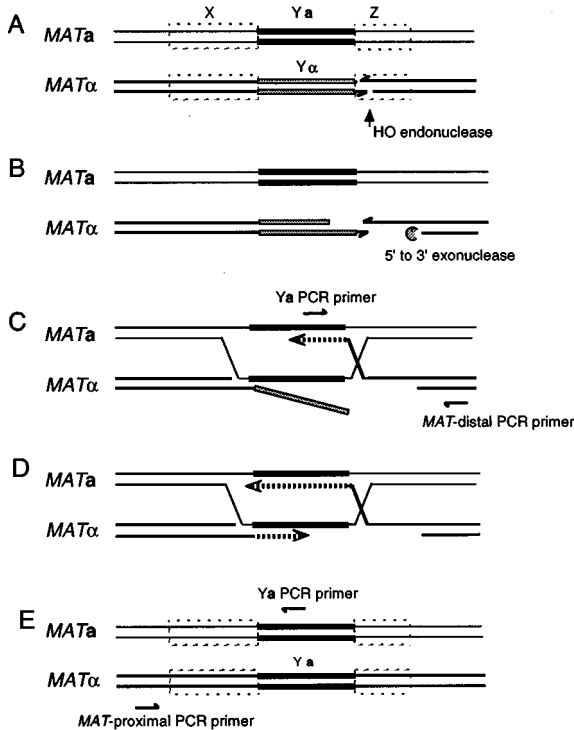 A
X Ya Z
MATa
Yα
MATα
HO endonuclease
B
MATa
MATα
5' to 3' exonuclease
Ya PCR primer
C
MATa
MATα
MAT-distal PCR primer
D
MATa
MATα
Ya PCR primer
E
MATa
Y a
MATα
MAT-proximal PCR primer